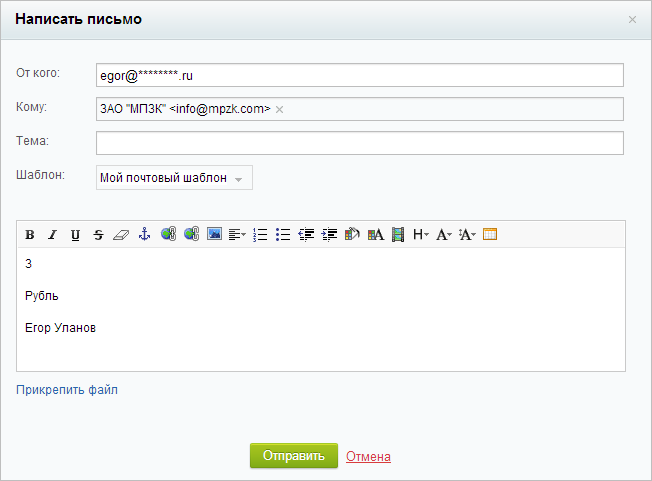 Написать письмо ×
От кого: egor@********.ru
Кому: ЗАО "МПЗК" <info@mpzk.com> ×
Тема:
Шаблон: Мой почтовый шаблон
B I U S H A A
3
Рубль
Егор Уланов
Прикрепить файл
Отправить Отмена